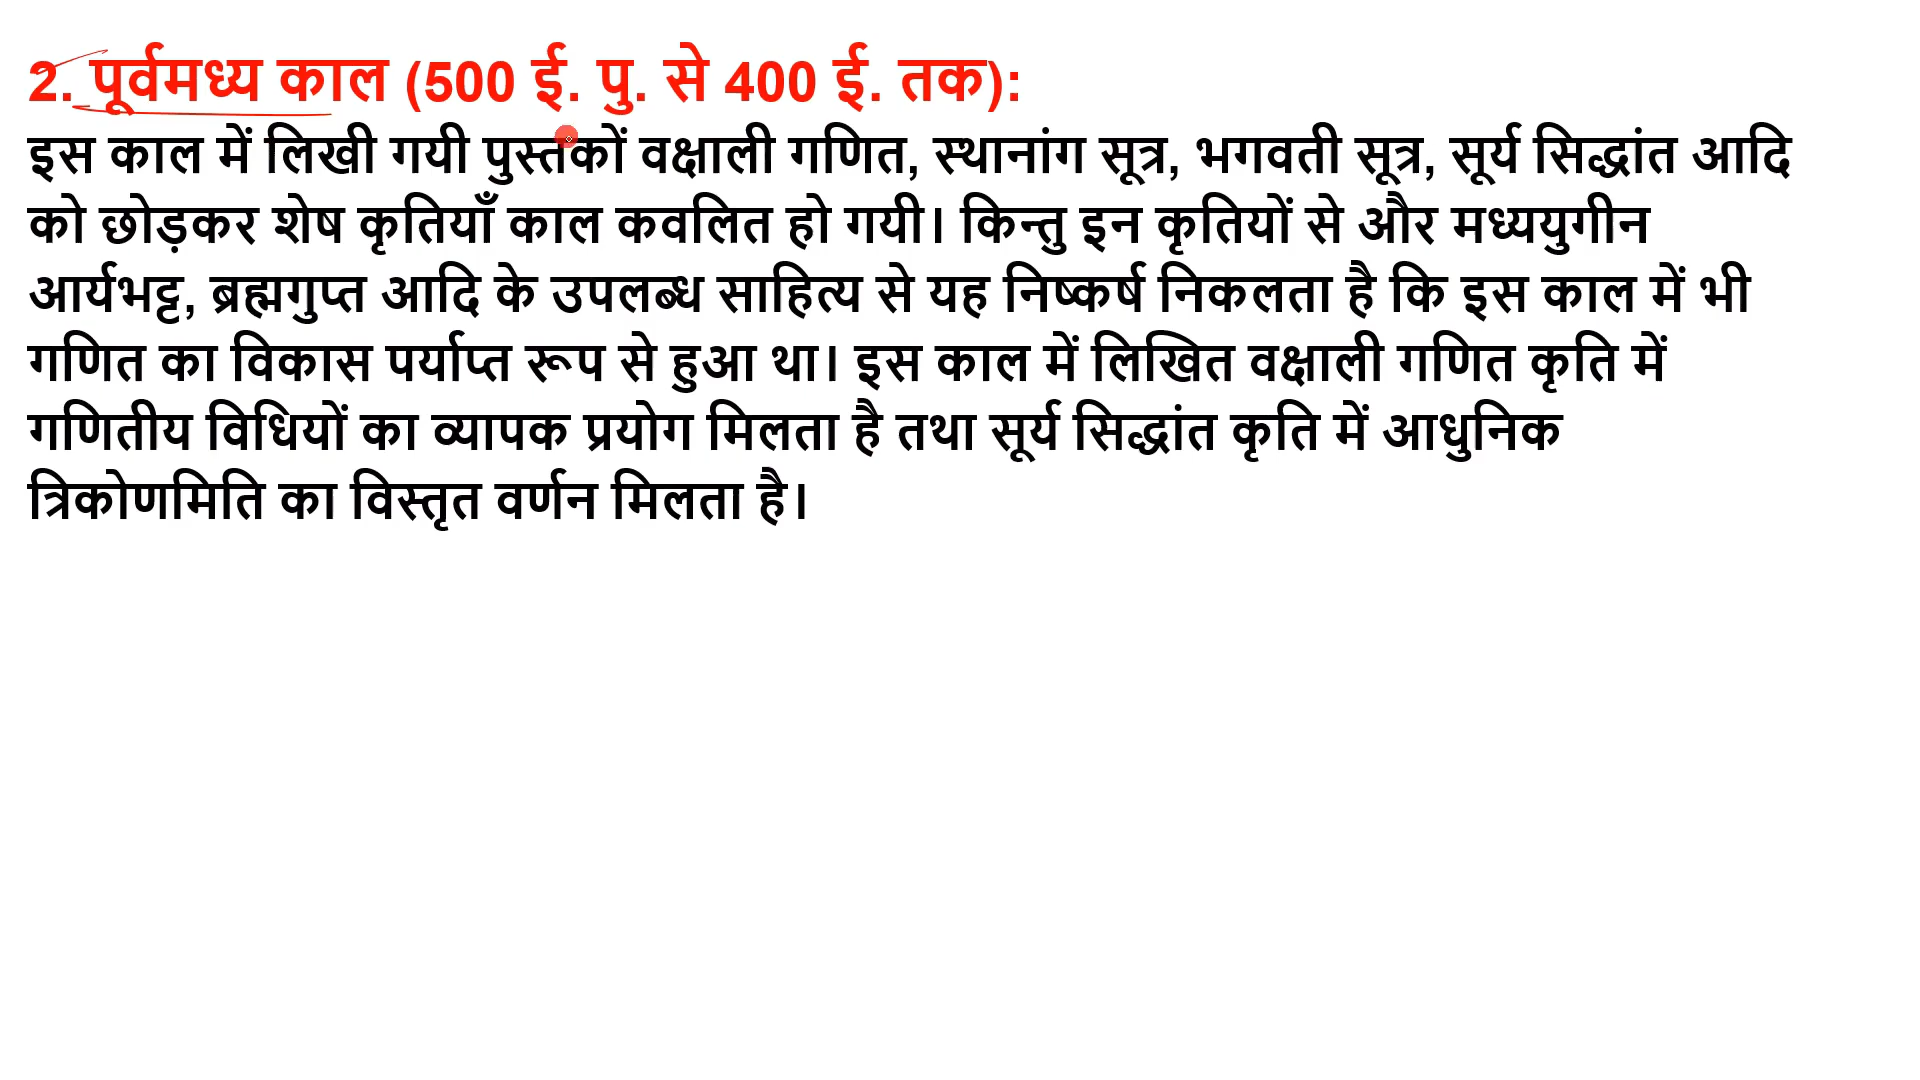 2. पूर्वमध्य काल (500 ई. पु. से 400 ई. तक):
इस काल में लिखी गयी पुस्तकों वक्षाली गणित, स्थानांग सूत्र, भगवती सूत्र, सूर्य सिद्धांत आदि
को छोड़कर शेष कृतियाँ काल कवलित हो गयी। किन्तु इन कृतियों से और मध्ययुगीन
आर्यभट्ट, ब्रह्मगुप्त आदि के उपलब्ध साहित्य से यह निष्कर्ष निकलता है कि इस काल में भी
गणित का विकास पर्याप्त रूप से हुआ था। इस काल में लिखित वक्षाली गणित कृति में
गणितीय विधियों का व्यापक प्रयोग मिलता है तथा सूर्य सिद्धांत कृति में आधुनिक
त्रिकोणमिति का विस्तृत वर्णन मिलता है।